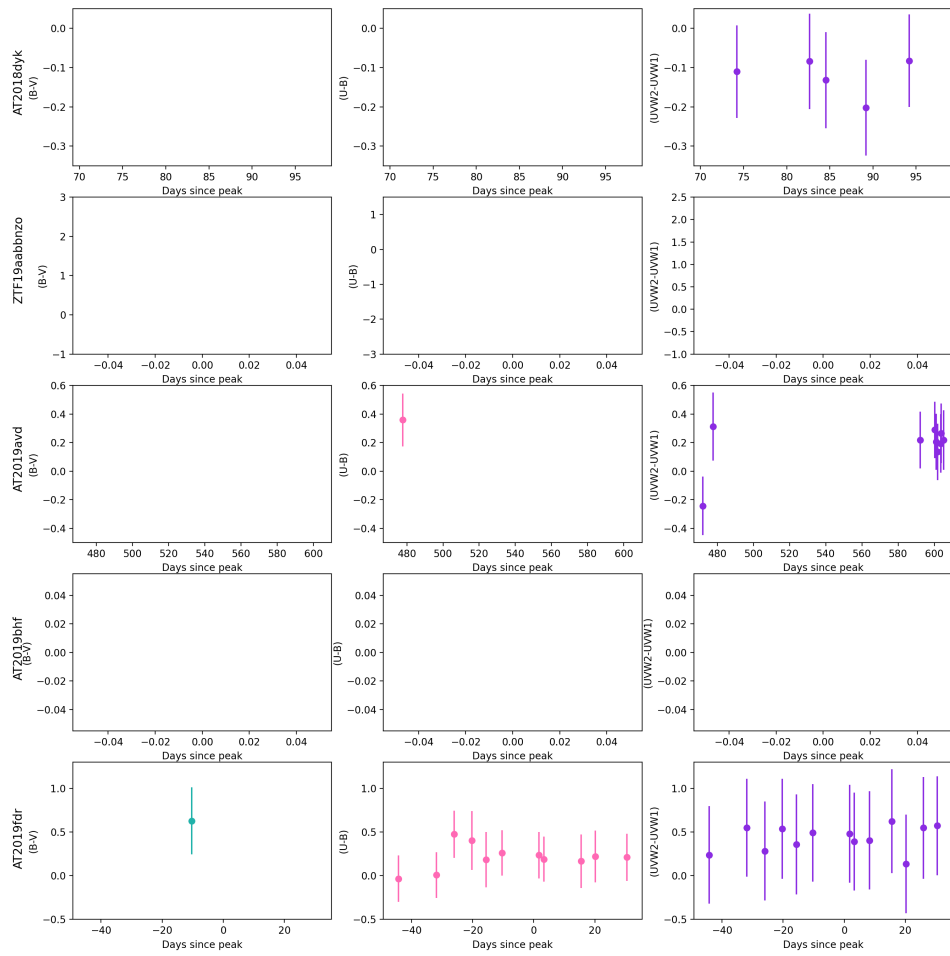 AT2018dyk
(B-V)
0.0
−0.1
−0.2
−0.3
70 75 80 85 90 95
Days since peak
(U-B)
0.0
−0.1
−0.2
−0.3
70 75 80 85 90 95
Days since peak
(UVW2-UVW1)
0.0
−0.1
−0.2
−0.3
70 75 80 85 90 95
Days since peak
ZTF19aabbnzo
(B-V)
3
2
1
0
−1
−0.04 −0.02 0.00 0.02 0.04
Days since peak
(U-B)
1
0
−1
−2
−3
−0.04 −0.02 0.00 0.02 0.04
Days since peak
(UVW2-UVW1)
2.5
2.0
1.5
1.0
0.5
0.0
−0.5
−1.0
−0.04 −0.02 0.00 0.02 0.04
Days since peak
AT2019avd
(B-V)
0.6
0.4
0.2
0.0
−0.2
−0.4
480 500 520 540 560 580 600
Days since peak
(U-B)
0.6
0.4
0.2
0.0
−0.2
−0.4
480 500 520 540 560 580 600
Days since peak
(UVW2-UVW1)
0.6
0.4
0.2
0.0
−0.2
−0.4
480 500 520 540 560 580 600
Days since peak
AT2019bhf
(B-V)
0.04
0.02
0.00
−0.02
−0.04
−0.04 −0.02 0.00 0.02 0.04
Days since peak
(U-B)
0.04
0.02
0.00
−0.02
−0.04
−0.04 −0.02 0.00 0.02 0.04
Days since peak
(UVW2-UVW1)
0.04
0.02
0.00
−0.02
−0.04
−0.04 −0.02 0.00 0.02 0.04
Days since peak
AT2019fdr
(B-V)
1.0
0.5
0.0
−0.5
−40 −20 0 20
Days since peak
(U-B)
1.0
0.5
0.0
−0.5
−40 −20 0 20
Days since peak
(UVW2-UVW1)
1.0
0.5
0.0
−0.5
−40 −20 0 20
Days since peak